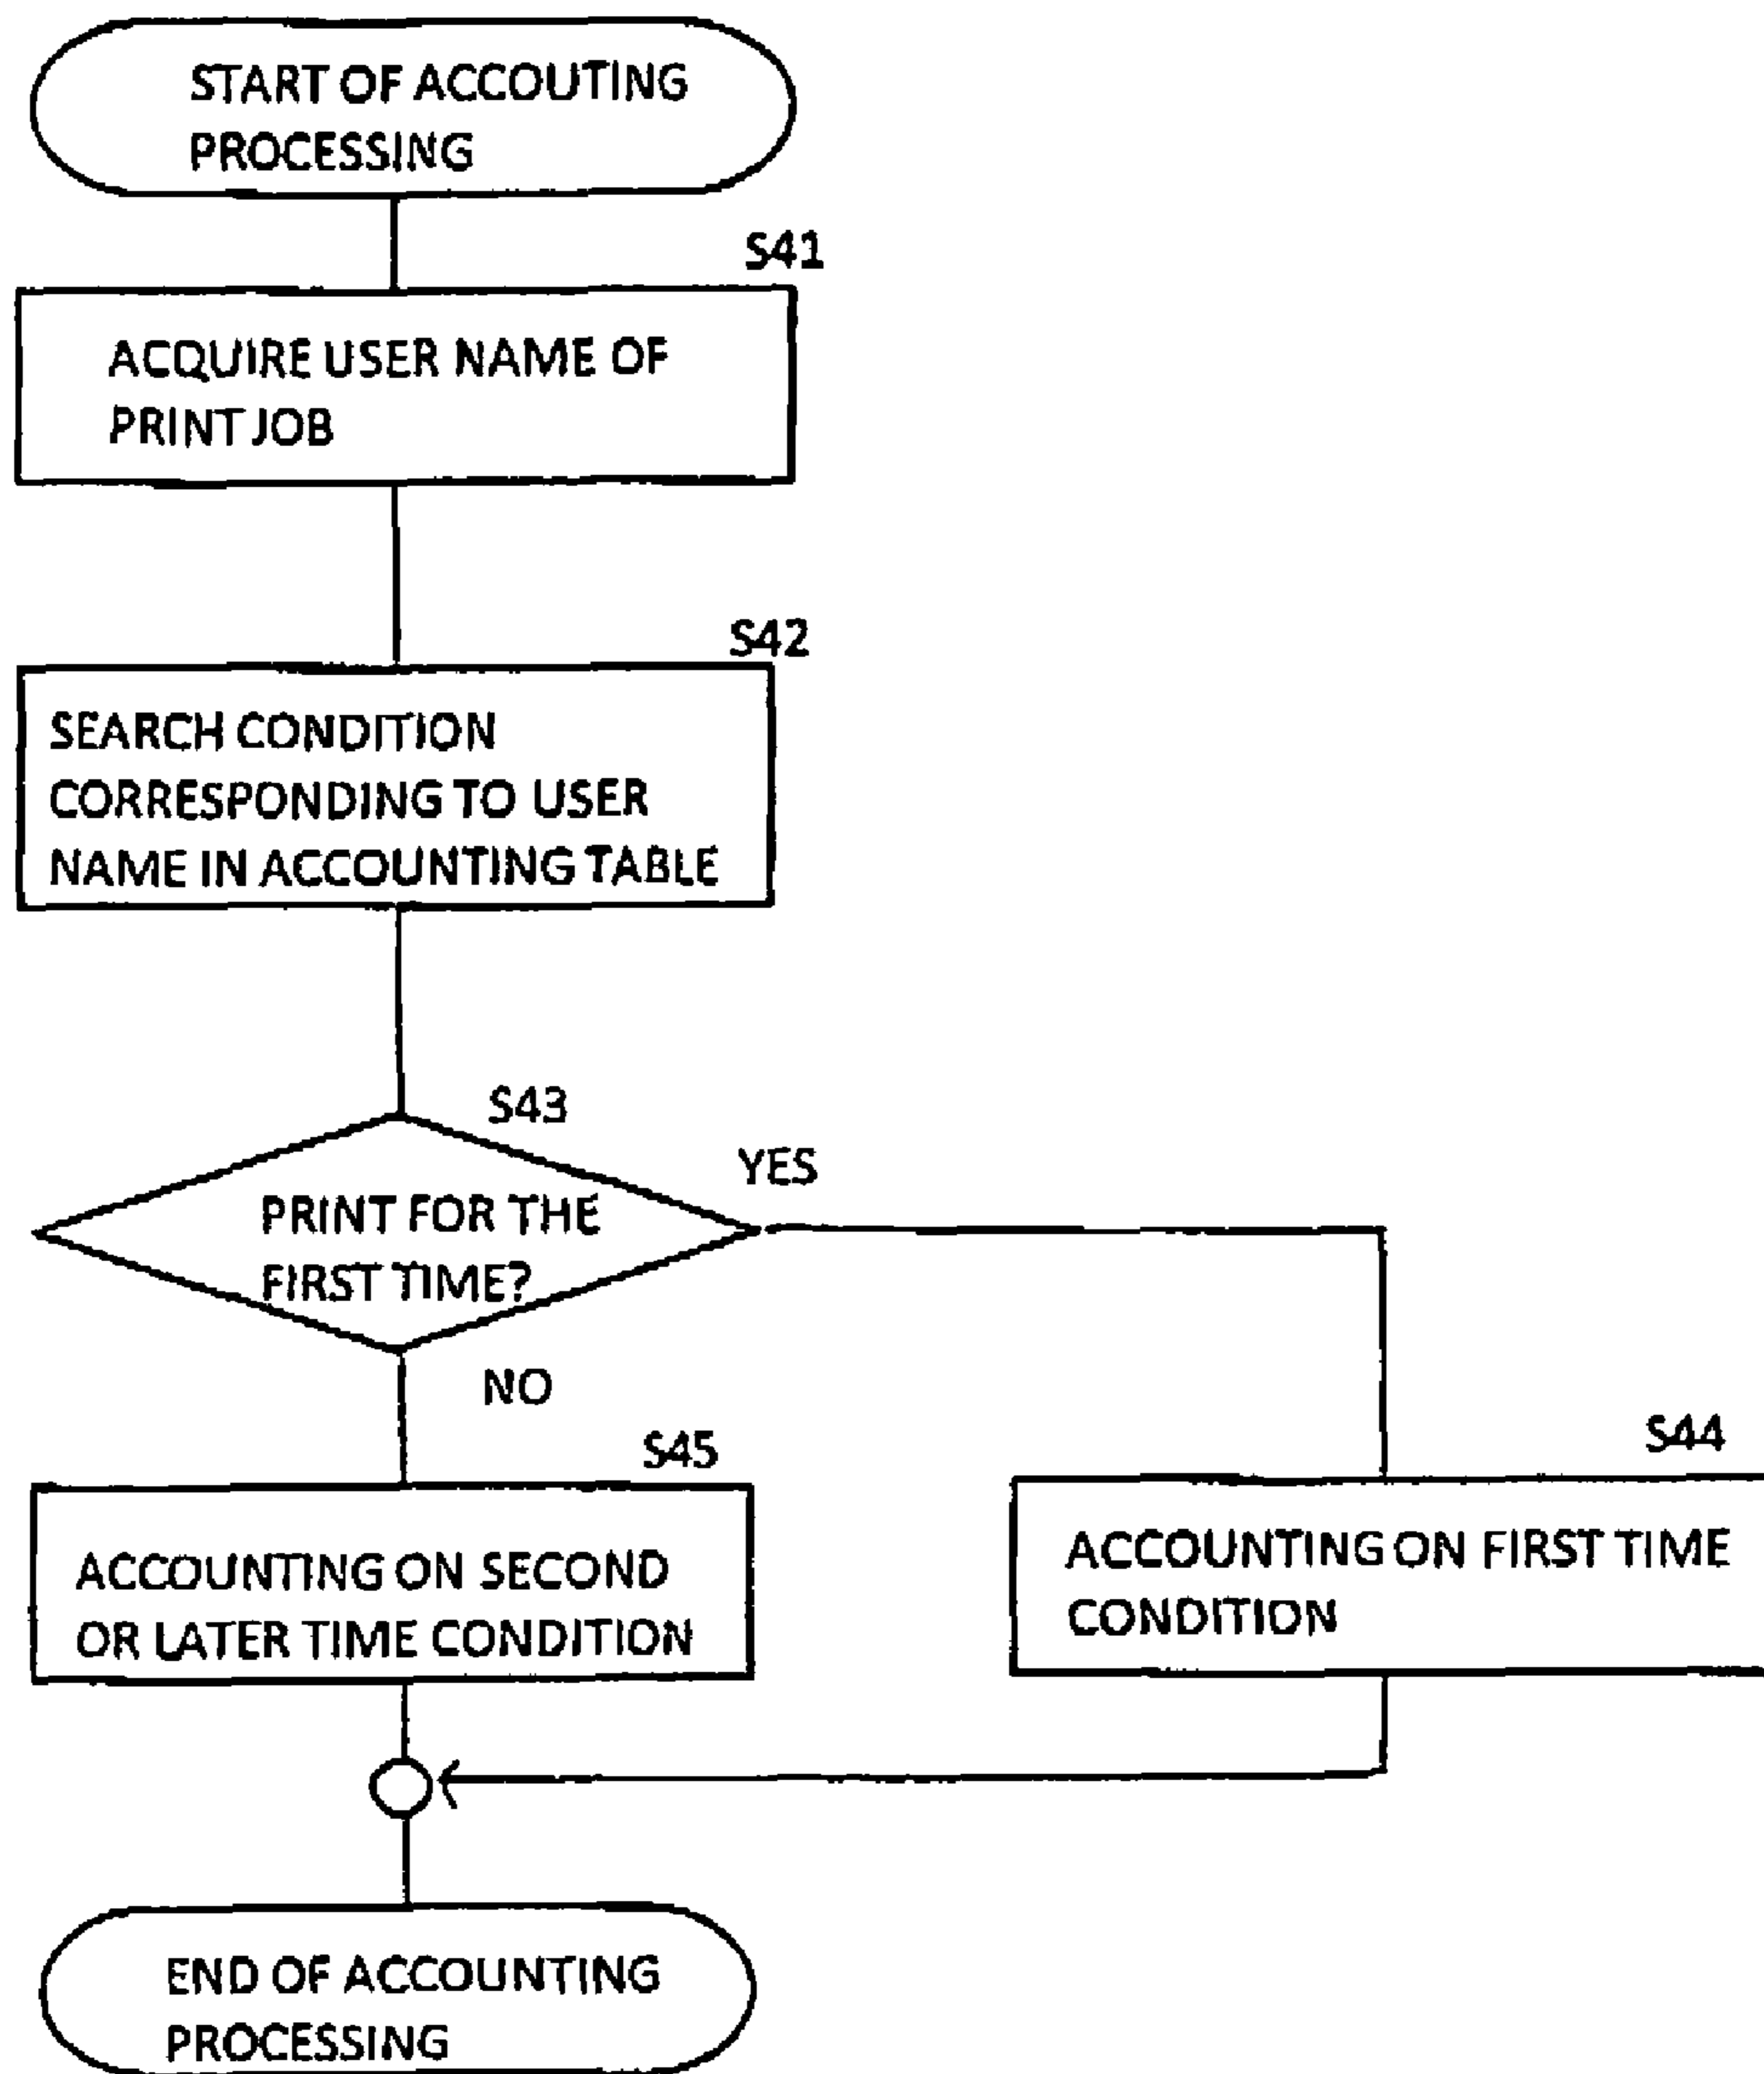 START OF ACCOUTING
PROCESSING
S41
ACQUIRE USER NAME OF
PRINT JOB
S42
SEARCH CONDITION
CORRESPONDING TO USER
NAME IN ACCOUNTING TABLE
S43
YES
PRINT FOR THE
FIRST TIME?
NO
S45
ACCOUNTING ON SECOND
OR LATER TIME CONDITION
S44
ACCOUNTING ON FIRST TIME
CONDITION
END OF ACCOUNTING
PROCESSING